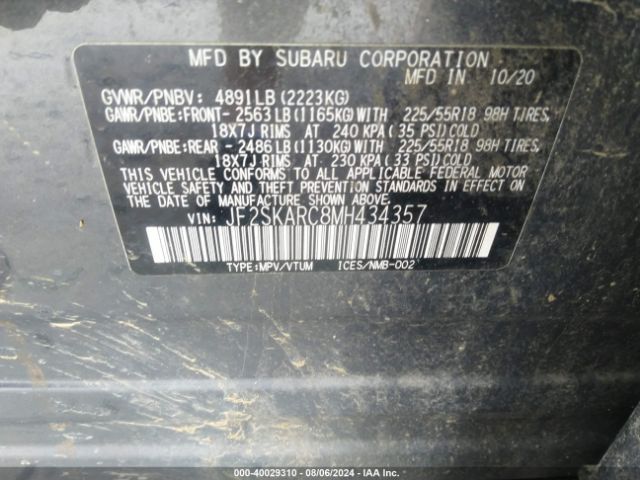 MFD BY SUBARU CORPORATION
MFD IN 10/20
GVWR/PNBV: 4891LB (2223KG)
GAWR/PNBE:FRONT- 2563LB(1165KG)WITH 225/55R18 98H TIRES,
18X7J RIMS AT 240 KPA( 35 PSI)COLD
GAWR/PNBE:REAR - 2486LB(1130KG)WITH 225/55R18 98H TIRES,
18X7J RIMS AT 230 KPA( 33 PSI)COLD
THIS VEHICLE CONFORMS TO ALL APPLICABLE FEDERAL MOTOR
VEHICLE SAFETY AND THEFT PREVENTION STANDARDS IN EFFECT ON
THE DATE OF MANUFACTURE SHOWN ABOVE.
VIN: JF2SKARC8MH434357
TYPE:MPV/VTUM ICES/NMB-002
000-40029310 - 08/06/2024 - IAA Inc.